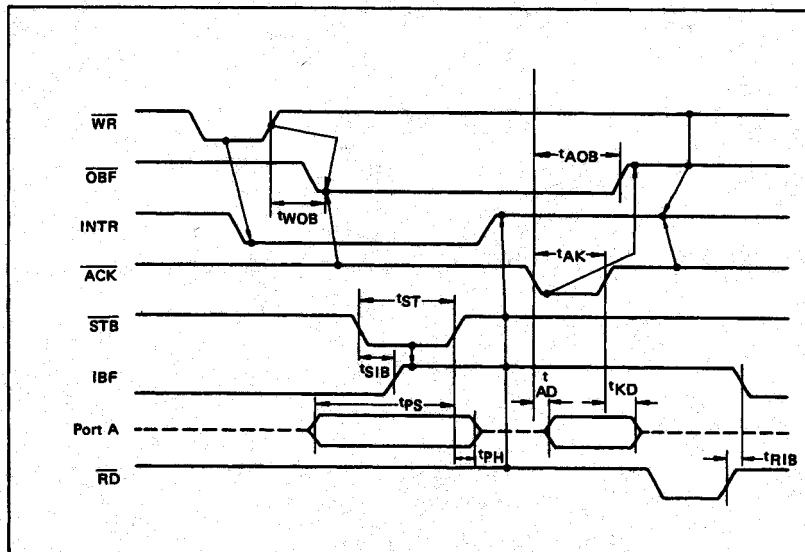 WR
tAOB
OBF
tWOB
INTR
tAK
ACK
tST
STB
tSIB
IBF
tAD
tKD
tPS
Port A
tPH
tRIB
RD